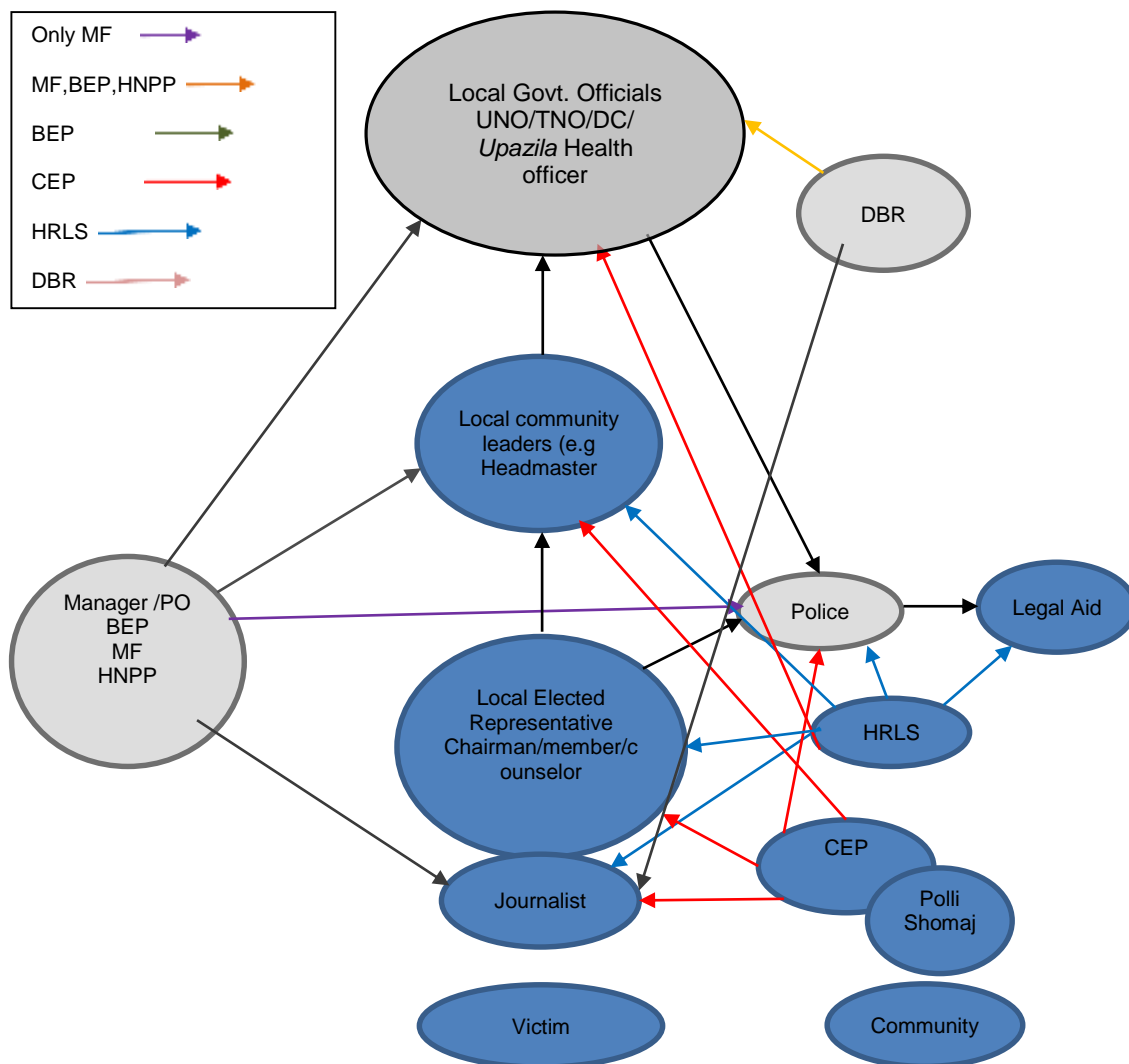 Only MF
MF,BEP,HNPP
BEP
CEP
HRLS
DBR
Local Govt. Officials
UNO/TNO/DC/
Upazila Health
officer
DBR
Local community
leaders (e.g
Headmaster
Manager /PO
BEP
MF
HNPP
Police
Legal Aid
Local Elected
Representative
Chairman/member/c
ounselor
HRLS
CEP
Polli
Shomaj
Journalist
Victim
Community